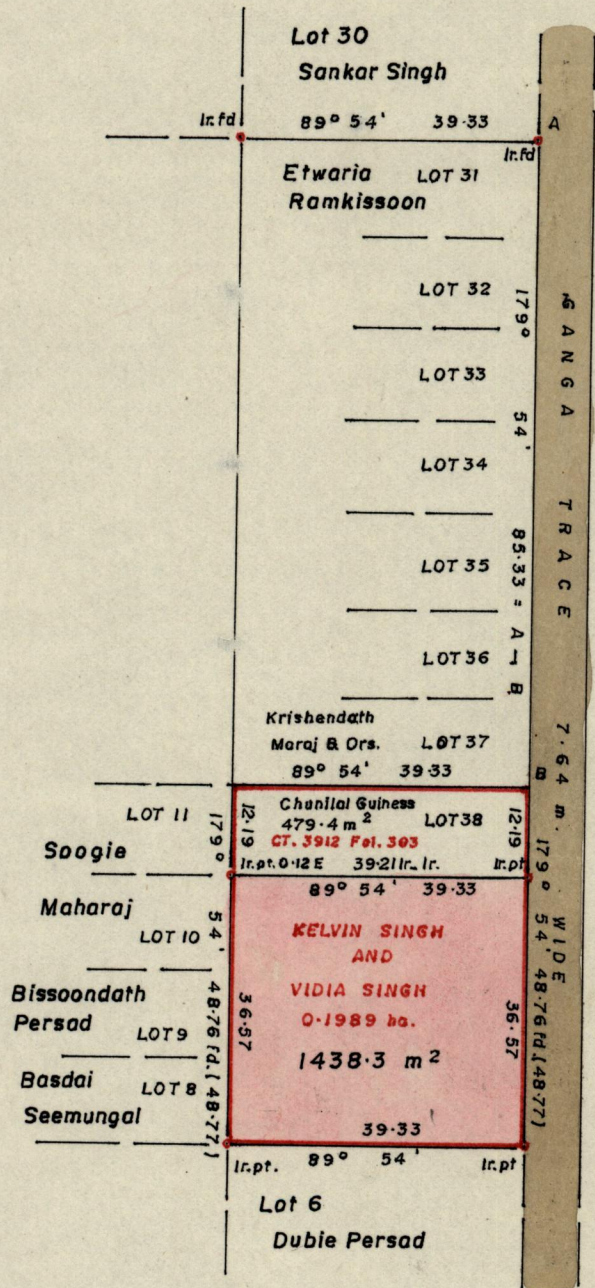 Lot 30
Sankar Singh
Ir.fd 89° 54' 39·33 A
Ir.fd
Etwaria LOT 31
Ramkissoon
LOT 32
LOT 33
LOT 34
LOT 35
LOT 36
179° 54' 85·33 = A – B.
GANGA TRACE 7·64 m. WIDE
Krishendath
Maraj & Ors. LOT 37
89° 54' 39·33 B
LOT 11
Soogie
Maharaj
LOT 10
Bissoondath
Persad LOT 9
Basdai LOT 8
Seemungal
179° 54' 48·76 fd. (48·77)
12·19
Chunilal Guiness
479·4 m² LOT 38
CT. 3912 Fol. 303
12·19
Ir.pt. 0·12 E 39·21 Ir. Ir. Ir.pt
89° 54' 39·33
KELVIN SINGH
AND
VIDIA SINGH
0·1989 ha.
1438·3 m²
36·57
36·57
179° 54' 48·76 fd (48·77)
39·33
Ir.pt. 89° 54' Ir.pt
Lot 6
Dubie Persad